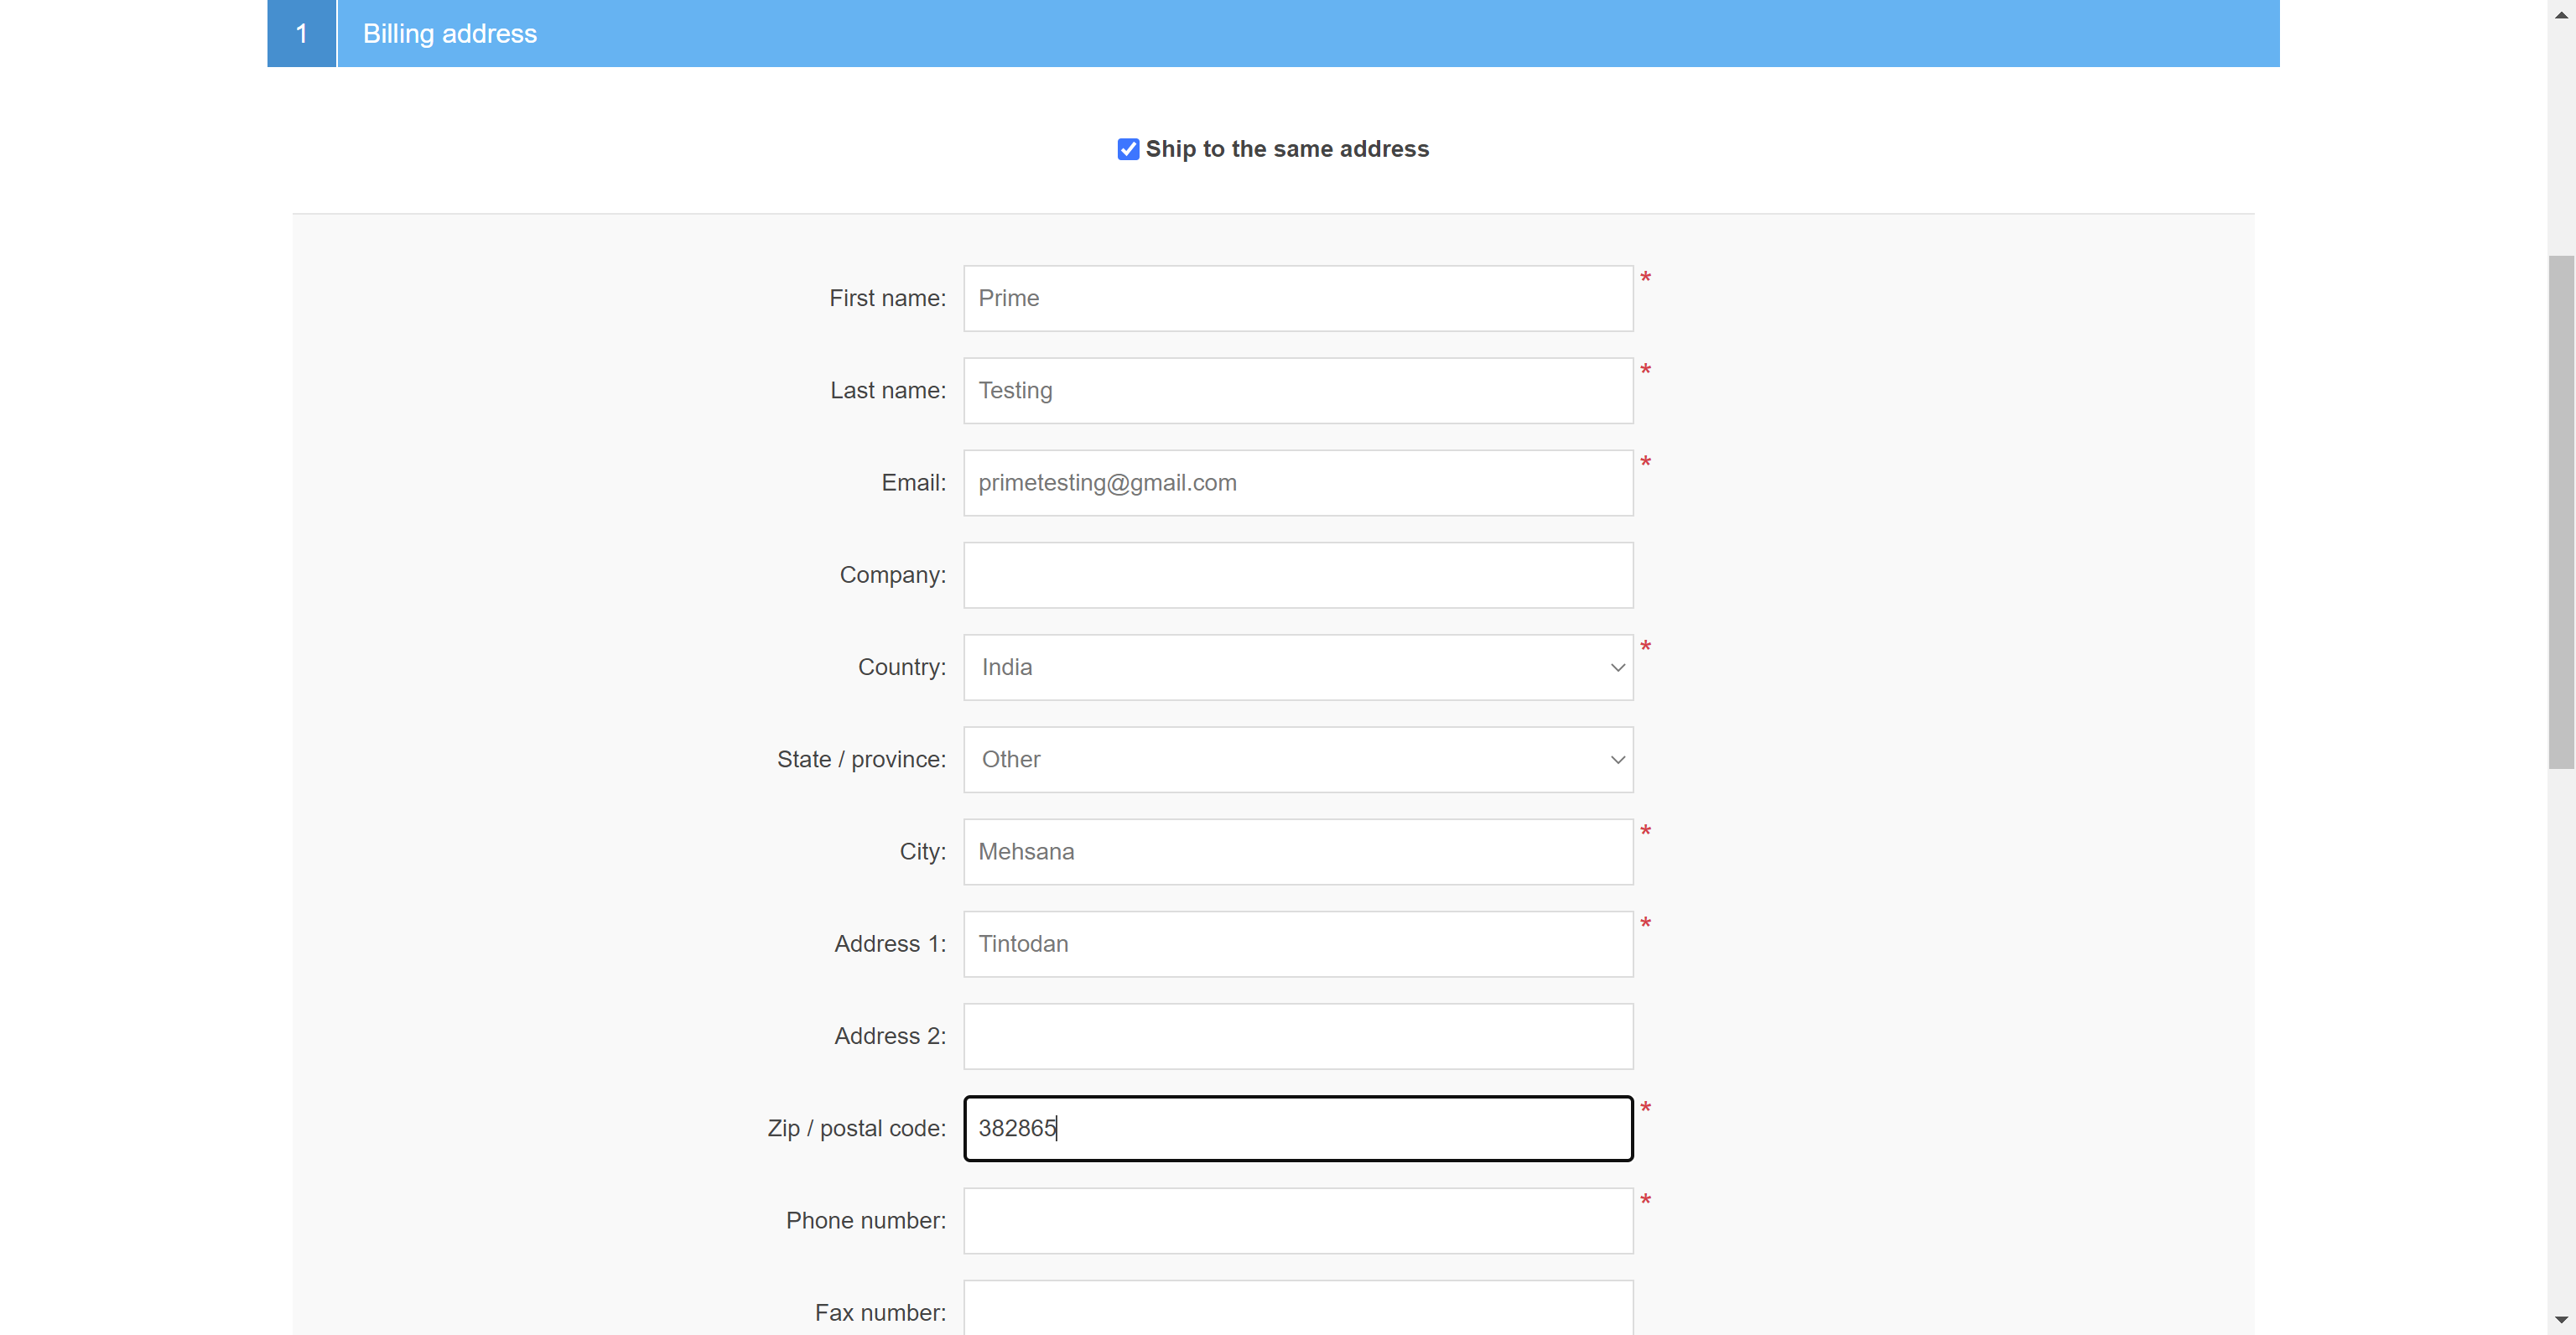 1 Billing address
Ship to the same address
First name: Prime *
Last name: Testing *
Email: primetesting@gmail.com *
Company:
Country: India *
State / province: Other
City: Mehsana *
Address 1: Tintodan *
Address 2:
Zip / postal code: 382865 *
Phone number: *
Fax number: